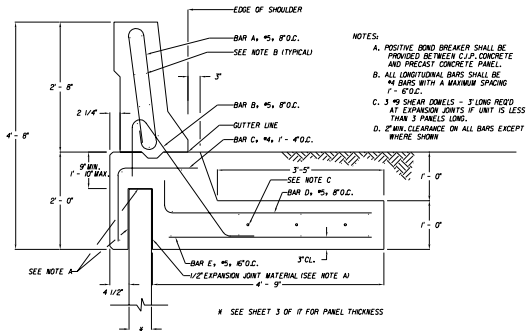 EDGE OF SHOULDER
BAR A, #5, 8"O.C.
SEE NOTE B (TYPICAL)
3"
2' - 8"
2 1/4"
4' - 8"
BAR B, #5, 8"O.C.
GUTTER LINE
BAR C, #4, 1' - 4"O.C.
9" MIN.
1' - 10" MAX.
2' - 0"
3'-5"
SEE NOTE C
BAR D, #5, 8"O.C.
1' - 0"
1' - 0"
3"CL.
SEE NOTE A
BAR E, #5, 16"O.C.
1/2" EXPANSION JOINT MATERIAL (SEE NOTE A)
4 1/2"
4' - 9"
* SEE SHEET 3 OF 17 FOR PANEL THICKNESS
*
NOTES:
A. POSITIVE BOND BREAKER SHALL BE
PROVIDED BETWEEN C.I.P. CONCRETE
AND PRECAST CONCRETE PANEL.
B. ALL LONGITUDINAL BARS SHALL BE
#4 BARS WITH A MAXIMUM SPACING
1' - 6"O.C.
C. 3 #9 SHEAR DOWELS - 3' LONG REQ'D
AT EXPANSION JOINTS IF UNIT IS LESS
THAN 3 PANELS LONG.
D. 2" MIN. CLEARANCE ON ALL BARS EXCEPT
WHERE SHOWN